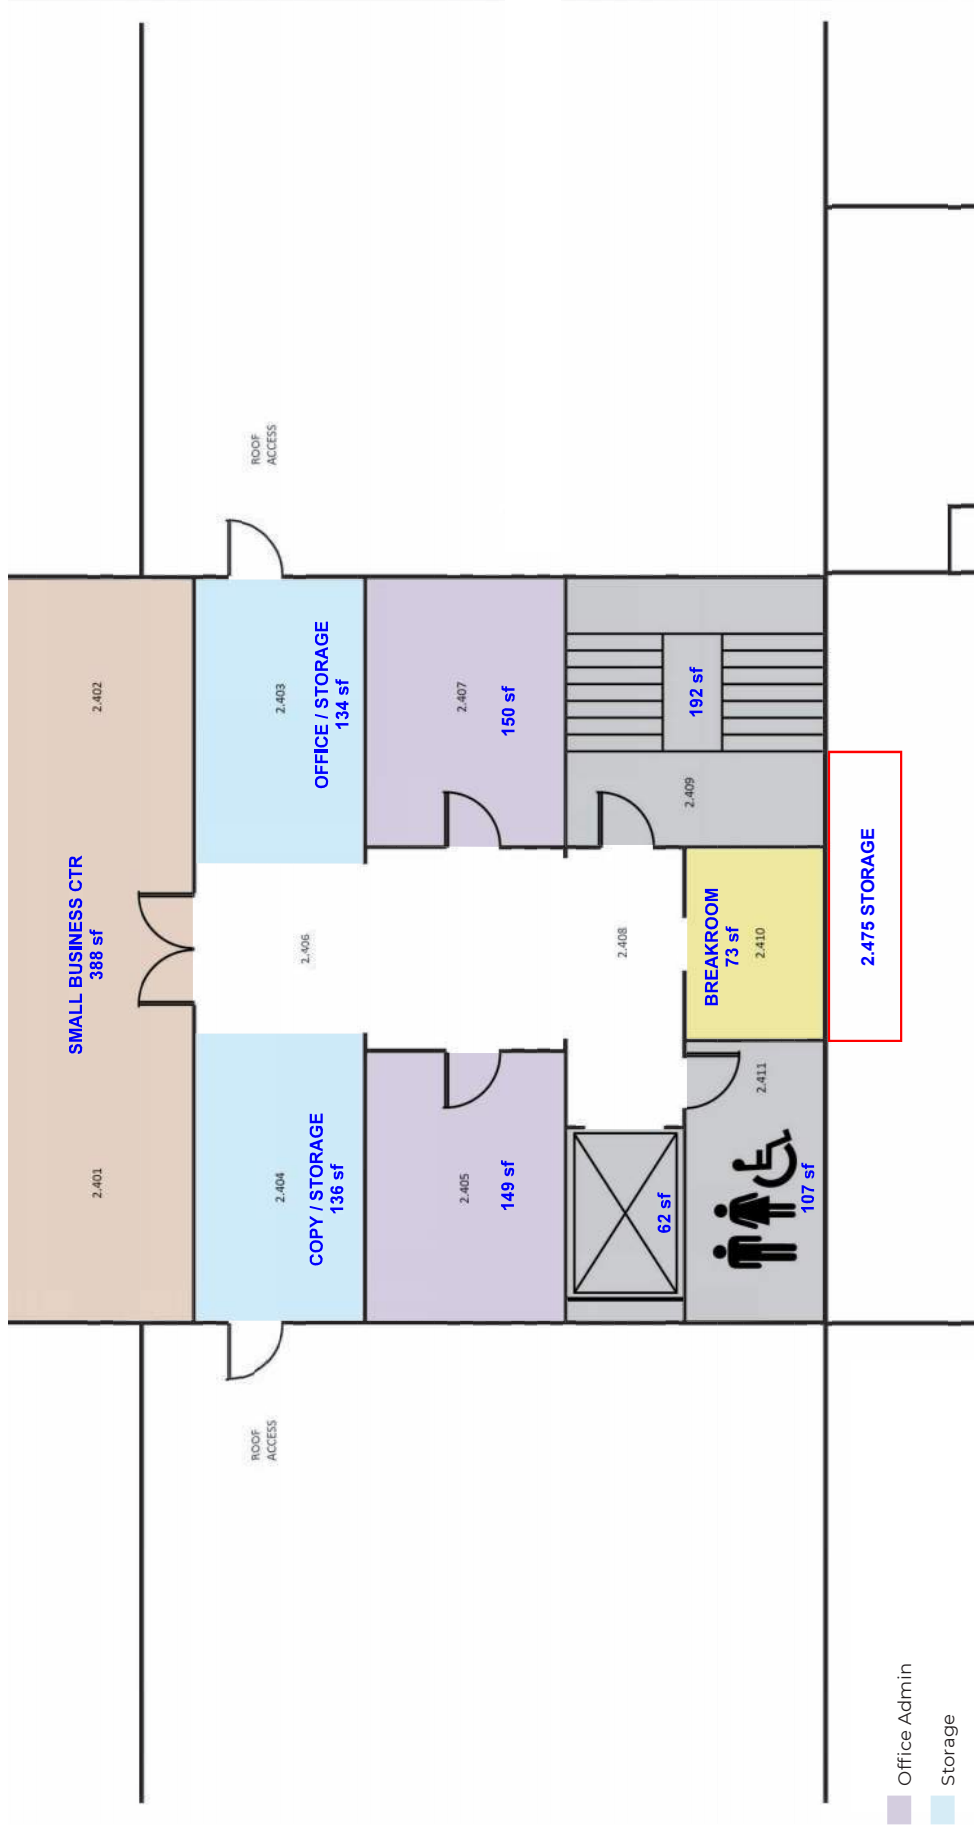 2.401
SMALL BUSINESS CTR
388 sf
2.402
ROOF
ACCESS
2.404
COPY / STORAGE
136 sf
2.406
2.403
OFFICE / STORAGE
134 sf
ROOF
ACCESS
2.405
149 sf
2.407
150 sf
62 sf
2.408
2.409
192 sf
107 sf
2.411
BREAKROOM
73 sf
2.410
2.475 STORAGE
Office Admin
Storage